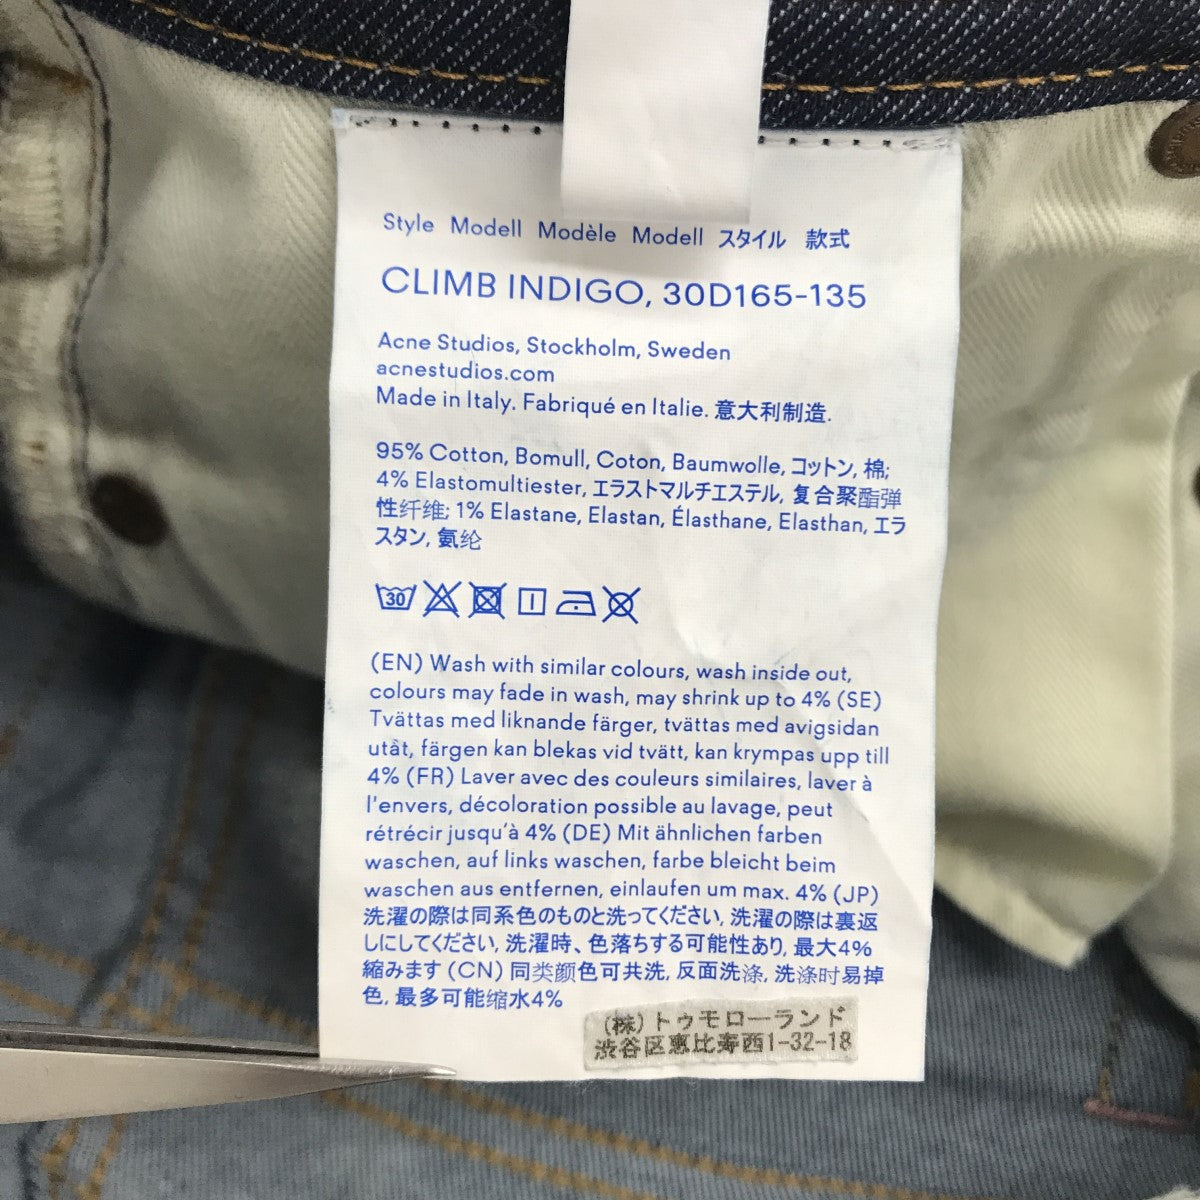 Style Modell Modèle Modell スタイル 款式
CLIMB INDIGO, 30D165-135
Acne Studios, Stockholm, Sweden
acnestudios.com
Made in Italy. Fabriqué en Italie. 意大利制造.
95% Cotton, Bomull, Coton, Baumwolle, コットン, 棉;
4% Elastomultiester, エラストマルチエステル, 复合聚酯弹
性纤维; 1% Elastane, Elastan, Élasthane, Elasthan, エラ
スタン, 氨纶
30
(EN) Wash with similar colours, wash inside out,
colours may fade in wash, may shrink up to 4% (SE)
Tvättas med liknande färger, tvättas med avigsidan
utåt, färgen kan blekas vid tvätt, kan krympas upp till
4% (FR) Laver avec des couleurs similaires, laver à
l'envers, décoloration possible au lavage, peut
rétrécir jusqu'à 4% (DE) Mit ähnlichen farben
waschen, auf links waschen, farbe bleicht beim
waschen aus entfernen, einlaufen um max. 4% (JP)
洗濯の際は同系色のものと洗ってください, 洗濯の際は裏返
しにしてください, 洗濯時、色落ちする可能性あり, 最大4%
縮みます (CN) 同类颜色可共洗, 反面洗涤, 洗涤时易掉
色, 最多可能缩水4%
(株)トゥモローランド
渋谷区恵比寿西1-32-18